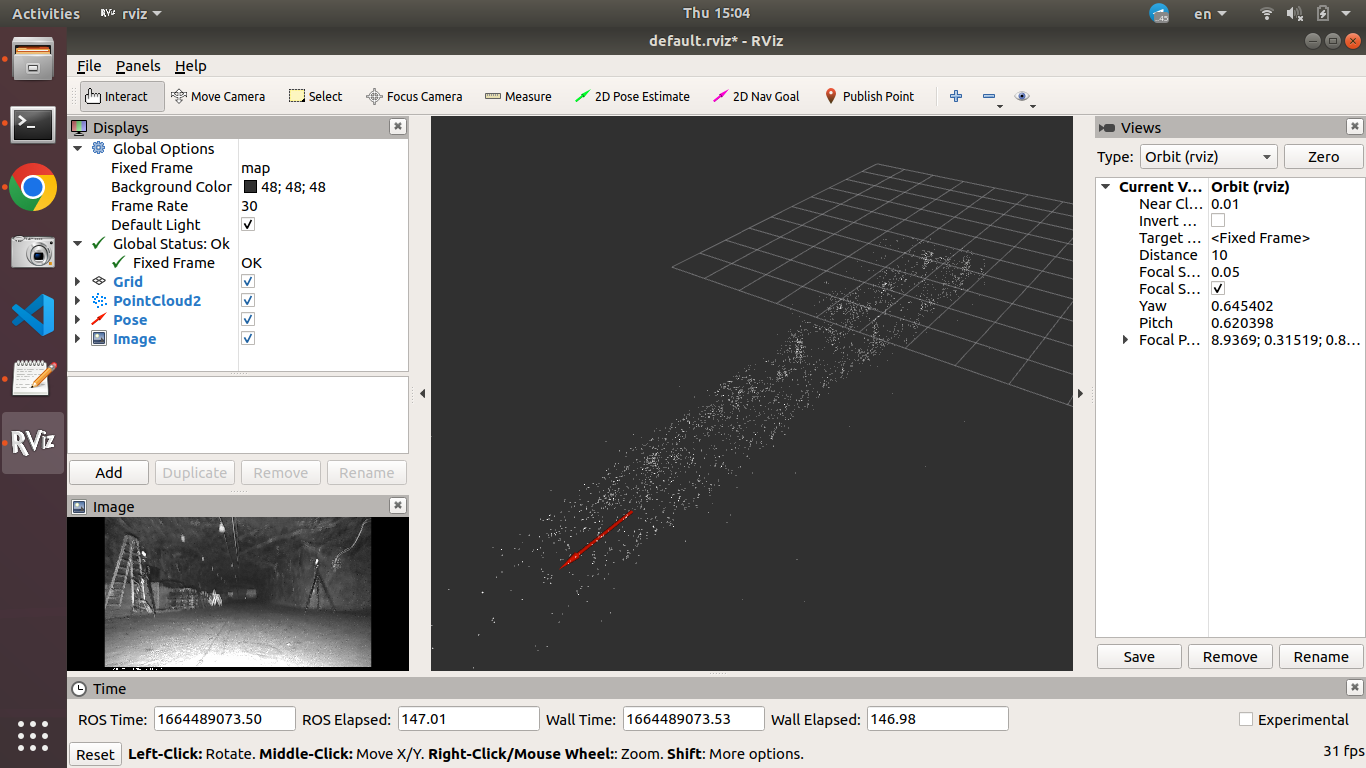 Activities
RViz rviz
Thu 15:04
45
en
default.rviz* - RViz
File Panels Help
Interact Move Camera Select Focus Camera Measure 2D Pose Estimate 2D Nav Goal Publish Point
Displays
Global Options
Fixed Frame map
Background Color 48; 48; 48
Frame Rate 30
Default Light
Global Status: Ok
Fixed Frame OK
Grid
PointCloud2
Pose
Image
Add Duplicate Remove Rename
Image
RViz
Views
Type: Orbit (rviz) Zero
Current V... Orbit (rviz)
Near Cl... 0.01
Invert ...
Target ... <Fixed Frame>
Distance 10
Focal S... 0.05
Focal S...
Yaw 0.645402
Pitch 0.620398
Focal P... 8.9369; 0.31519; 0.8...
Save Remove Rename
Time
ROS Time: 1664489073.50 ROS Elapsed: 147.01 Wall Time: 1664489073.53 Wall Elapsed: 146.98 Experimental
Reset Left-Click: Rotate. Middle-Click: Move X/Y. Right-Click/Mouse Wheel:: Zoom. Shift: More options. 31 fps